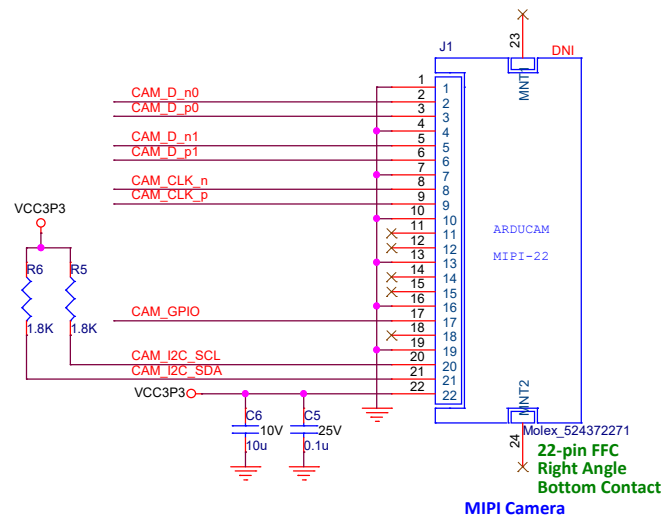 J1
23
DNI
MNT1
1 1
CAM_D_n0 2 2
CAM_D_p0 3 3
4 4
CAM_D_n1 5 5
CAM_D_p1 6 6
7 7
CAM_CLK_n 8 8
CAM_CLK_p 9 9
VCC3P3
10 10
11 11
ARDUCAM
12 12
MIPI-22
13 13
R6 R5
14 14
15 15
16 16
1.8K 1.8K
CAM_GPIO 17 17
18 18
19 19
CAM_I2C_SCL 20 20
CAM_I2C_SDA 21 21
VCC3P3 22 22
MNT2
C6 C5
10V 25V
10u 0.1u
24
Molex_524372271
22-pin FFC
Right Angle
Bottom Contact
MIPI Camera